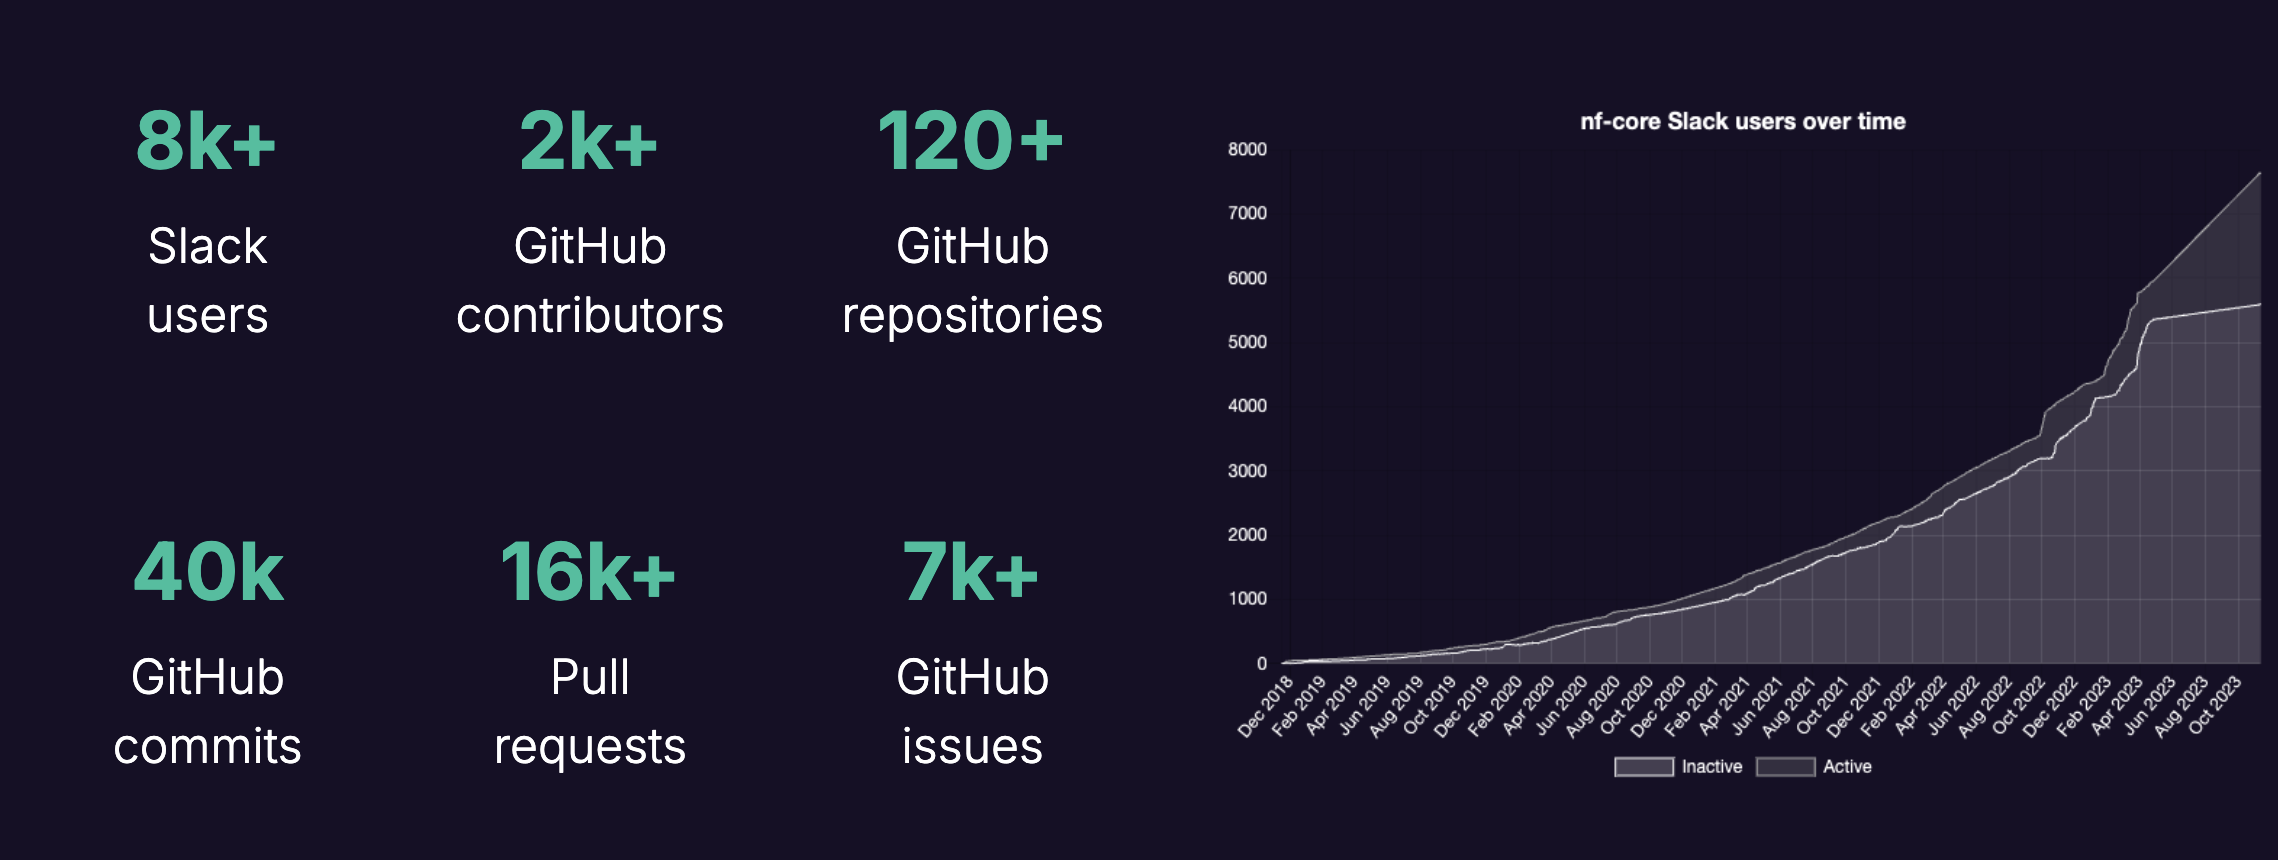 8k+
Slack
users
2k+
GitHub
contributors
120+
GitHub
repositories
40k
GitHub
commits
16k+
Pull
requests
7k+
GitHub
issues
nf-core Slack users over time
8000
7000
6000
5000
4000
3000
2000
1000
0
Dec 2018
Feb 2019
Apr 2019
Jun 2019
Aug 2019
Oct 2019
Dec 2019
Feb 2020
Apr 2020
Jun 2020
Aug 2020
Oct 2020
Dec 2020
Feb 2021
Apr 2021
Jun 2021
Aug 2021
Oct 2021
Dec 2021
Feb 2022
Apr 2022
Jun 2022
Aug 2022
Oct 2022
Dec 2022
Feb 2023
Apr 2023
Jun 2023
Aug 2023
Oct 2023
Inactive
Active